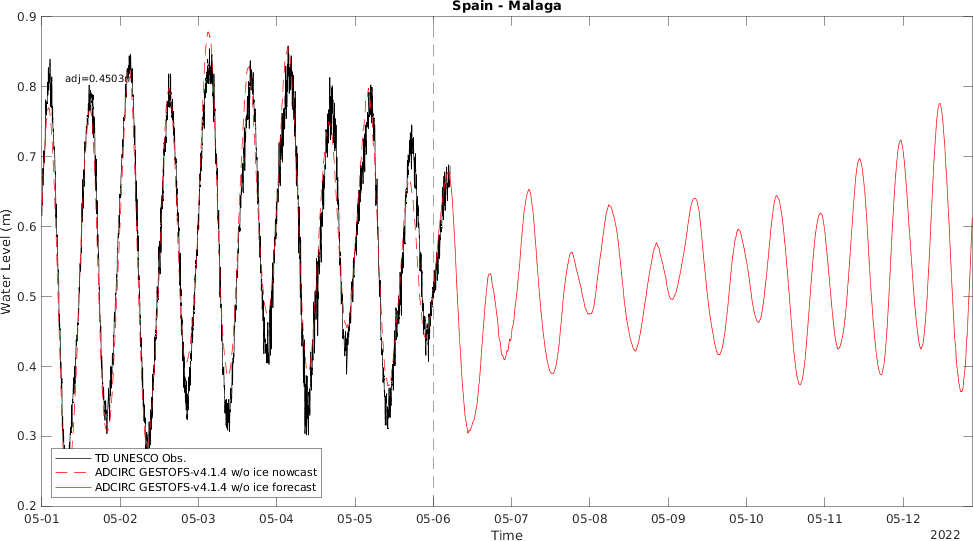 Spain - Malaga
0.9
0.8
0.7
0.6
0.5
0.4
0.3
0.2
Water Level (m)
adj=0.4503
TD UNESCO Obs.
ADCIRC GESTOFS-v4.1.4 w/o ice nowcast
ADCIRC GESTOFS-v4.1.4 w/o ice forecast
05-01 05-02 05-03 05-04 05-05 05-06 05-07 05-08 05-09 05-10 05-11 05-12
Time
2022